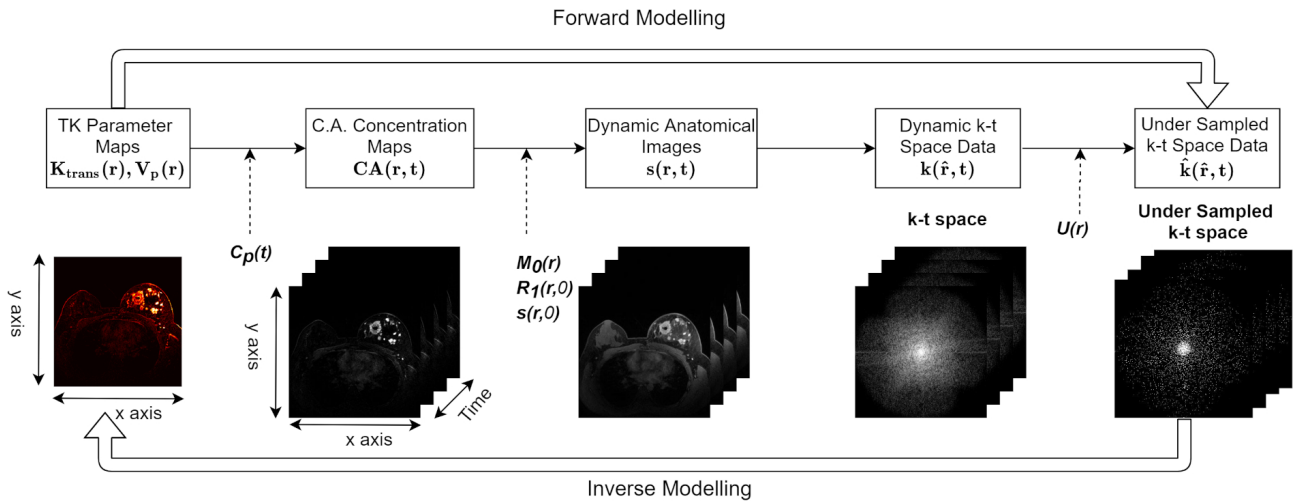 Forward Modelling
TK Parameter
Maps
K_trans(r), V_p(r)
C.A. Concentration
Maps
CA(r, t)
Dynamic Anatomical
Images
s(r, t)
Dynamic k-t
Space Data
k(r̂, t)
Under Sampled
k-t Space Data
k̂(r̂, t)
C_p(t)
M_0(r)
R_1(r,0)
s(r,0)
k-t space
U(r)
Under Sampled
k-t space
y axis
x axis
y axis
x axis
Time
Inverse Modelling